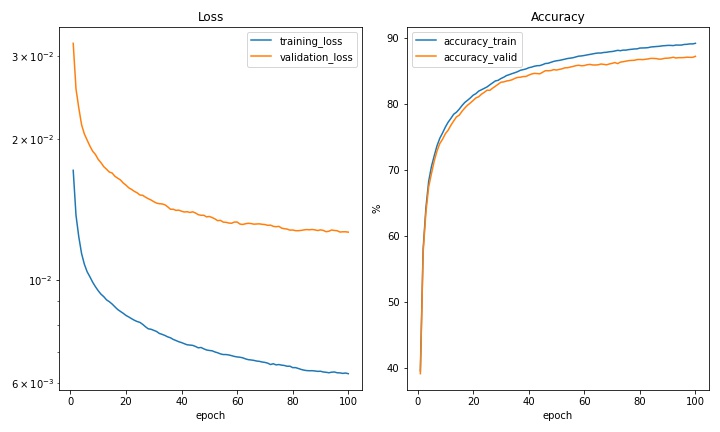 Loss
training_loss
validation_loss
3 × 10⁻²
2 × 10⁻²
10⁻²
6 × 10⁻³
0 20 40 60 80 100
epoch
Accuracy
accuracy_train
accuracy_valid
90
80
70
60
50
40
%
0 20 40 60 80 100
epoch